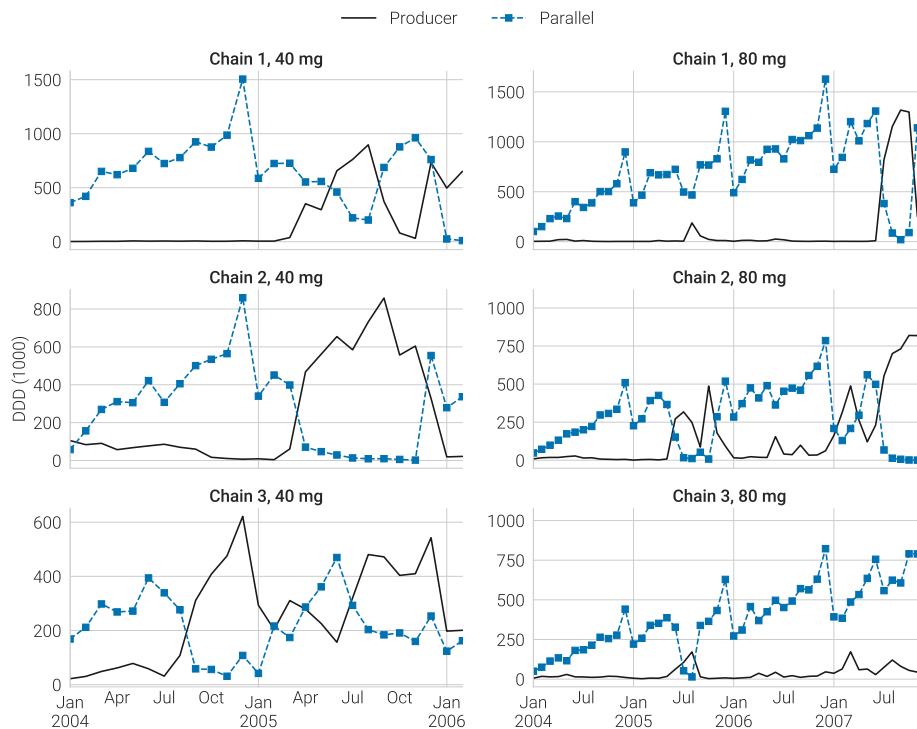 Producer Parallel
Chain 1, 40 mg
Chain 1, 80 mg
1500
1000
500
0
1500
1000
500
0
Chain 2, 40 mg
Chain 2, 80 mg
DDD (1000)
800
600
400
200
0
1000
750
500
250
0
Chain 3, 40 mg
Chain 3, 80 mg
600
400
200
0
1000
750
500
250
0
Jan Apr Jul Oct Jan Apr Jul Oct Jan
2004 2005 2006
Jan Jul Jan Jul Jan Jul Jan Jul
2004 2005 2006 2007